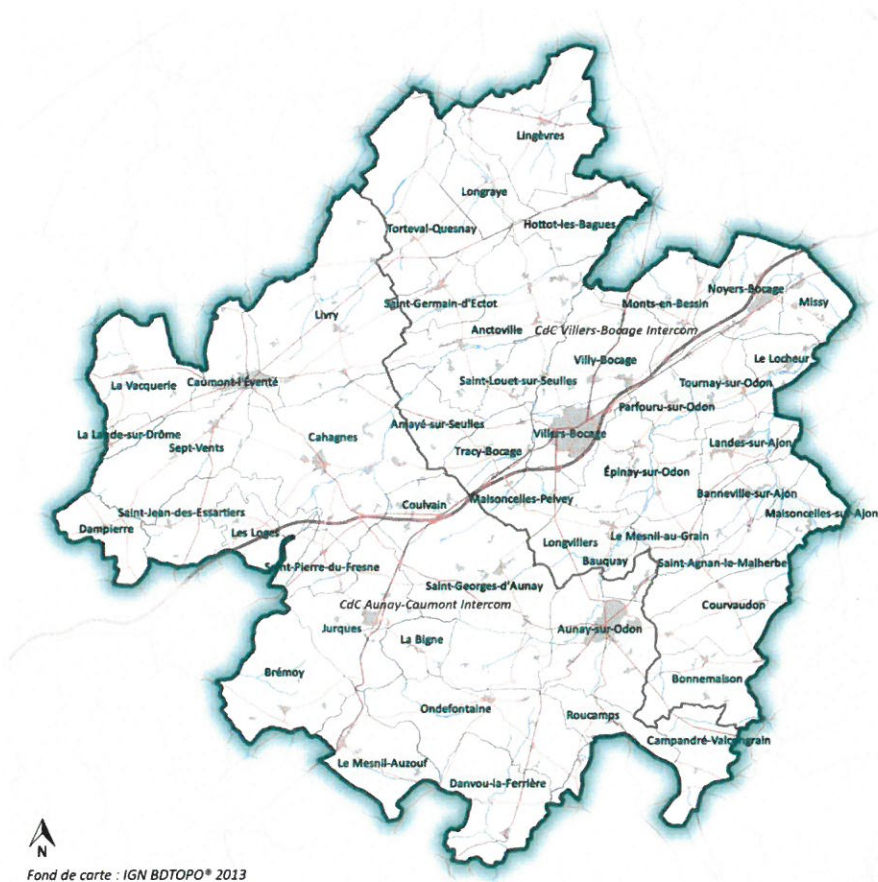 Lingèvres
Longraye
Torteval-Quesnay
Hottot-les-Bagues
Noyers-Bocage
Missy
Saint-Germain-d'Ectot
Monts-en-Bessin
Livry
Anctoville
CdC Villers-Bocage Intercom
Villy-Bocage
Le Locheur
La Vacquerie
Caumont-l'Éventé
Saint-Louet-sur-Seulles
Tournay-sur-Odon
Parfouru-sur-Odon
Amayé-sur-Seulles
La Lande-sur-Drôme
Cahagnes
Villers-Bocage
Sept-Vents
Tracy-Bocage
Landes-sur-Ajon
Épinay-sur-Odon
Banneville-sur-Ajon
Maisoncelles-Pelvey
Coulvain
Saint-Jean-des-Essartiers
Maisoncelles-sur-Ajon
Dampierre
Les Loges
Le Mesnil-au-Grain
Longvillers
Bauquay
Saint-Agnan-le-Malherbe
Saint-Pierre-du-Fresne
Saint-Georges-d'Aunay
CdC Aunay-Caumont Intercom
Courvaudon
Jurques
Aunay-sur-Odon
La Bigne
Brémoy
Bonnemaison
Ondefontaine
Roucamps
Campandré-Valcongrain
Le Mesnil-Auzouf
Danvou-la-Ferrière
N
Fond de carte : IGN BDTOPO® 2013